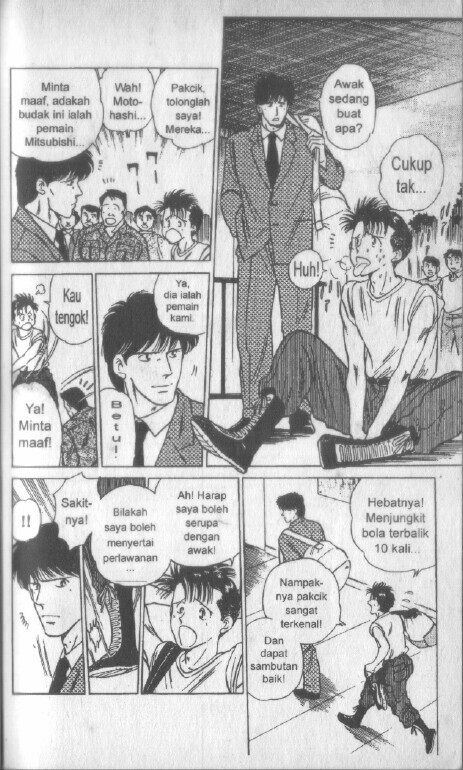 Awak
sedang
buat
apa?
Cukup
tak...
Huh!
Pakcik,
tolonglah
saya!
Mereka...
Wah!
Moto-
hashi...
Minta
maaf, adakah
budak ini ialah
pemain
Mitsubishi...
Ya,
dia ialah
pemain
kami.
Betul.
Kau
tengok!
Ya!
Minta
maaf!
Hebatnya!
Menjungkit
bola terbalik
10 kali...
Nampak-
nya pakcik
sangat
terkenal!
Dan
dapat
sambutan
baik!
Ah! Harap
saya boleh
serupa
dengan
awak!
Bilakah
saya boleh
menyertai
perlawanan
...
Sakit-
nya!
!!